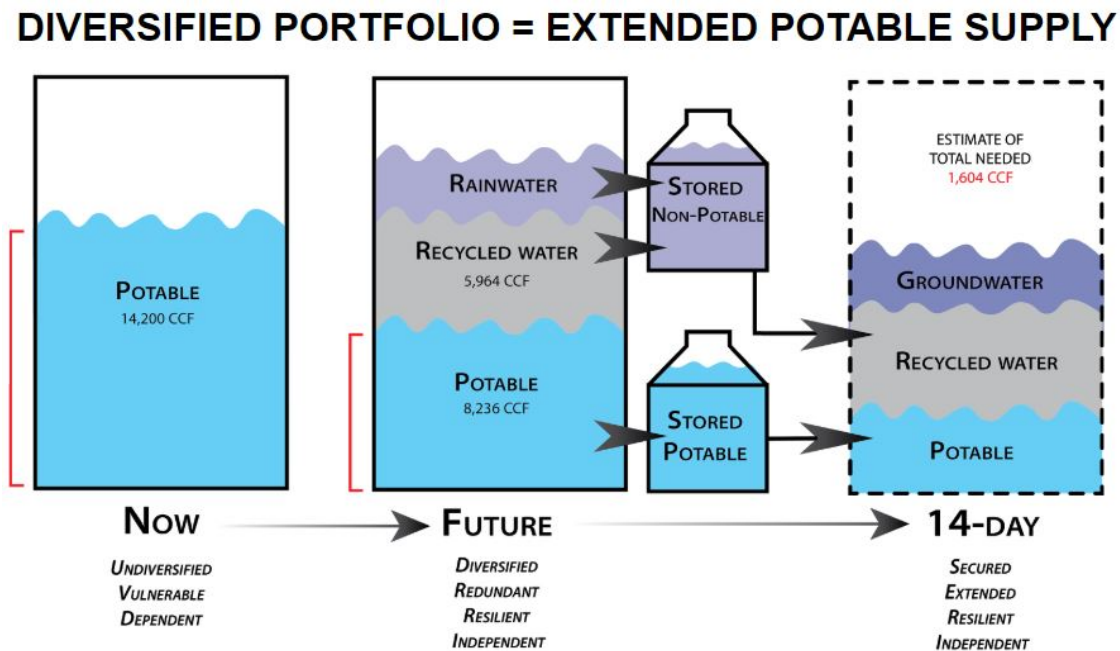 DIVERSIFIED PORTFOLIO = EXTENDED POTABLE SUPPLY
POTABLE
14,200 CCF
RAINWATER
RECYCLED WATER
5,964 CCF
POTABLE
8,236 CCF
STORED
NON-POTABLE
STORED
POTABLE
ESTIMATE OF
TOTAL NEEDED
1,604 CCF
GROUNDWATER
RECYCLED WATER
POTABLE
NOW
UNDIVERSIFIED
VULNERABLE
DEPENDENT
FUTURE
DIVERSIFIED
REDUNDANT
RESILIENT
INDEPENDENT
14-DAY
SECURED
EXTENDED
RESILIENT
INDEPENDENT